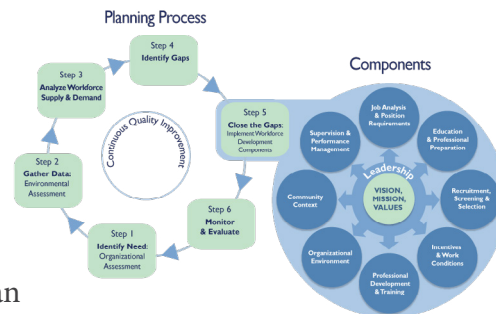 Planning Process
Step 4
Identify Gaps
Step 3
Analyze Workforce
Supply & Demand
Step 5
Close the Gaps:
Implement Workforce
Development
Components
Continuous Quality Improvement
Step 2
Gather Data:
Environmental
Assessment
Step 6
Monitor
& Evaluate
Step 1
Identify Need:
Organizational
Assessment
Components
Job Analysis
& Position
Requirements
Supervision &
Performance
Management
Education
& Professional
Preparation
Leadership
Community
Context
VISION,
MISSION,
VALUES
Recruitment,
Screening &
Selection
Organizational
Environment
Incentives
& Work
Conditions
Professional
Development
& Training
an